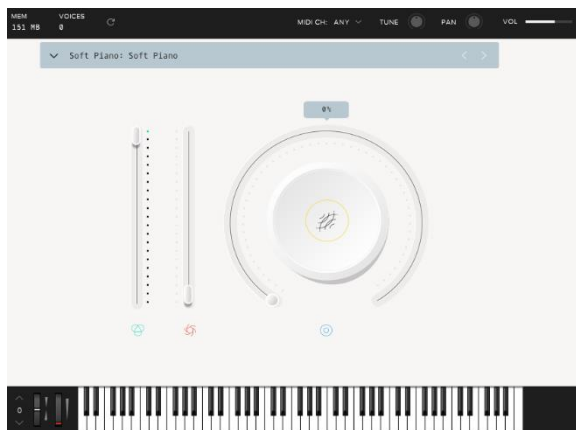 MEM VOICES
151 MB 0
MIDI CH: ANY TUNE PAN VOL
Soft Piano: Soft Piano
0%
0